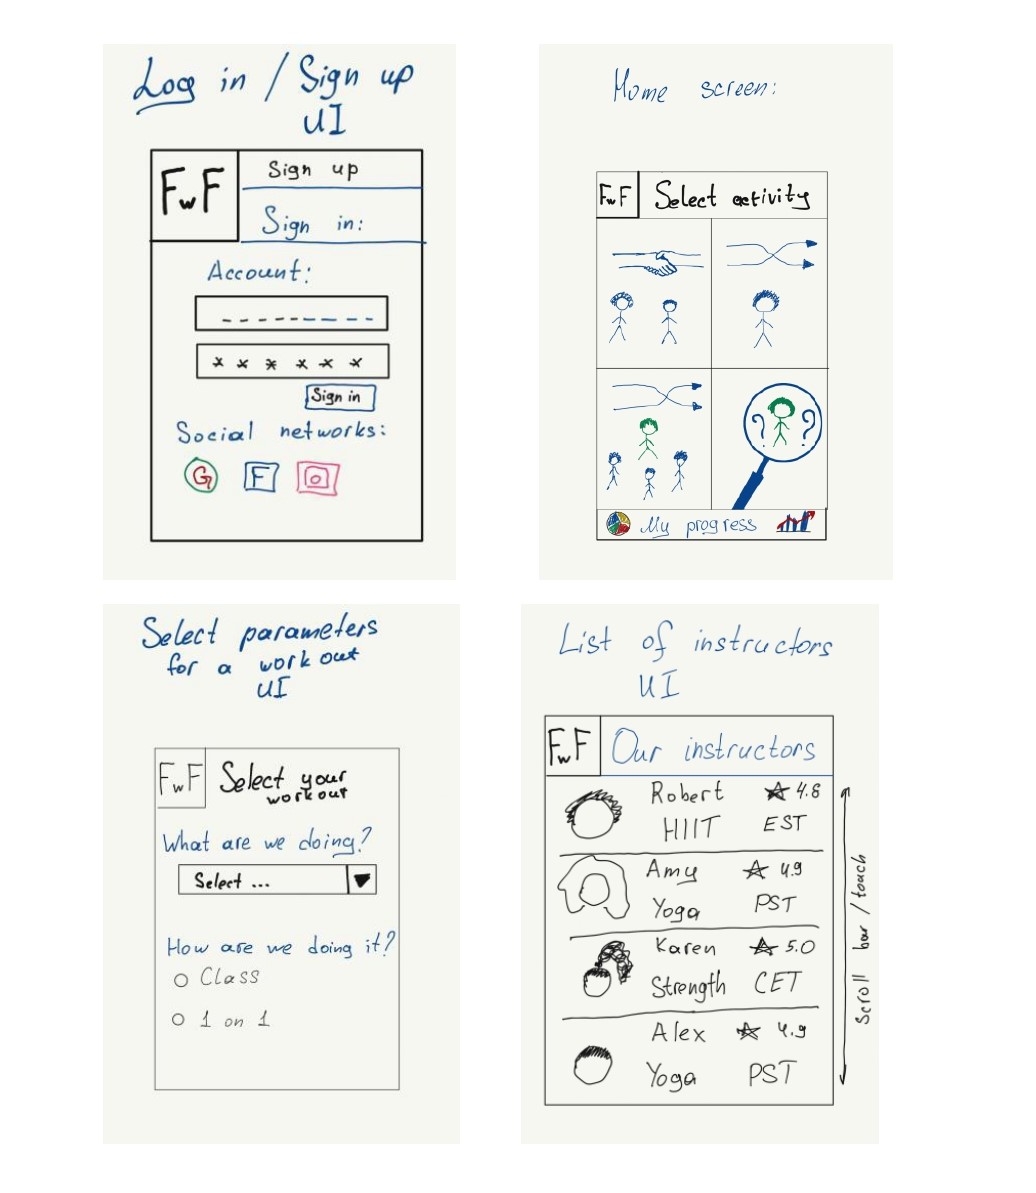 Log in / Sign up
UI
FwF
Sign up
Sign in:
Account:
_ _ _ _ _ _ _ _ _
* * * * * *
Sign in
Social networks:
G F
Home screen:
FwF Select activity
? ?
My progress
Select parameters
for a work out
UI
FwF Select your
workout
What are we doing?
Select ...
How are we doing it?
Class
1 on 1
List of instructors
UI
FwF Our instructors
Robert ☆ 4.8
HIIT EST
Amy ☆ 4.9
Yoga PST
Karen ☆ 5.0
Strength CET
Alex ☆ 4.9
Yoga PST
Scroll bar / touch